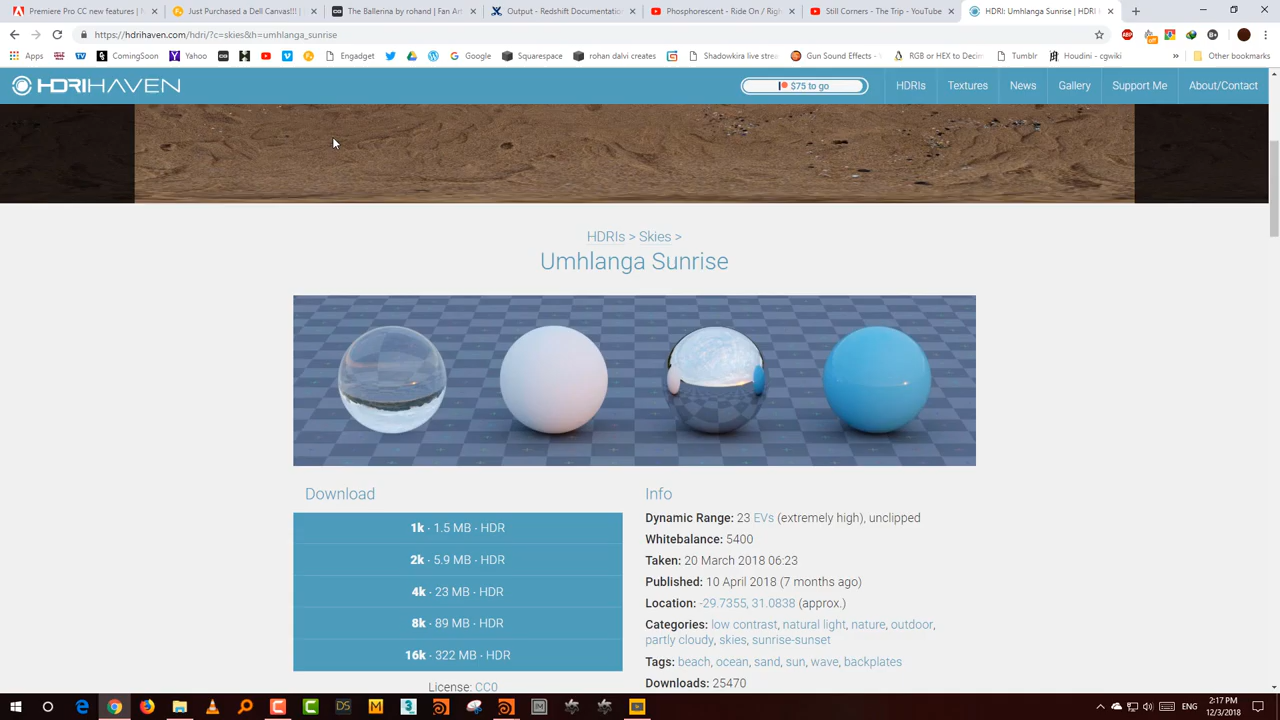 Premiere Pro CC new features |
Just Purchased a Dell Canvas!!! |
The Ballerina by rohand | Fan Art
Output - Redshift Documentation
Phosphorescent - Ride On / Righ
Still Corners - The Trip - YouTube
HDRI: Umhlanga Sunrise | HDRI
https://hdrihaven.com/hdri/?c=skies&h=umhlanga_sunrise
Apps
ComingSoon
Yahoo
Engadget
Google
Squarespace
rohan dalvi creates
Shadowkira live strea
Gun Sound Effects |
RGB or HEX to Decim
Tumblr
Houdini - cgwiki
»
Other bookmarks
HDRIHAVEN
$75 to go
HDRIs
Textures
News
Gallery
Support Me
About/Contact
HDRIs > Skies >
Umhlanga Sunrise
Download
1k · 1.5 MB · HDR
2k · 5.9 MB · HDR
4k · 23 MB · HDR
8k · 89 MB · HDR
16k · 322 MB · HDR
License: CC0
Info
Dynamic Range: 23 EVs (extremely high), unclipped
Whitebalance: 5400
Taken: 20 March 2018 06:23
Published: 10 April 2018 (7 months ago)
Location: -29.7355, 31.0838 (approx.)
Categories: low contrast, natural light, nature, outdoor,
partly cloudy, skies, sunrise-sunset
Tags: beach, ocean, sand, sun, wave, backplates
Downloads: 25470
ENG
2:17 PM
12/3/2018